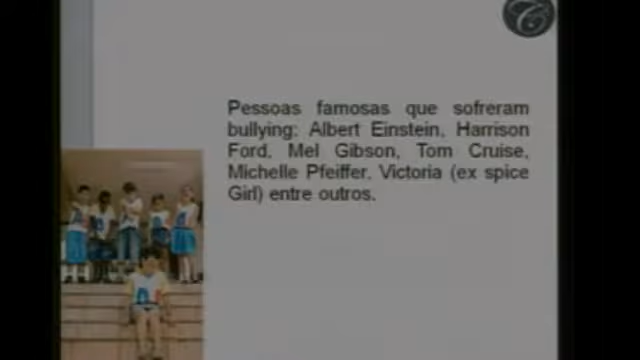 Pessoas famosas que sofreram
bullying: Albert Einstein, Harrison
Ford, Mel Gibson, Tom Cruise,
Michelle Pfeiffer, Victoria (ex spice
Girl) entre outros.